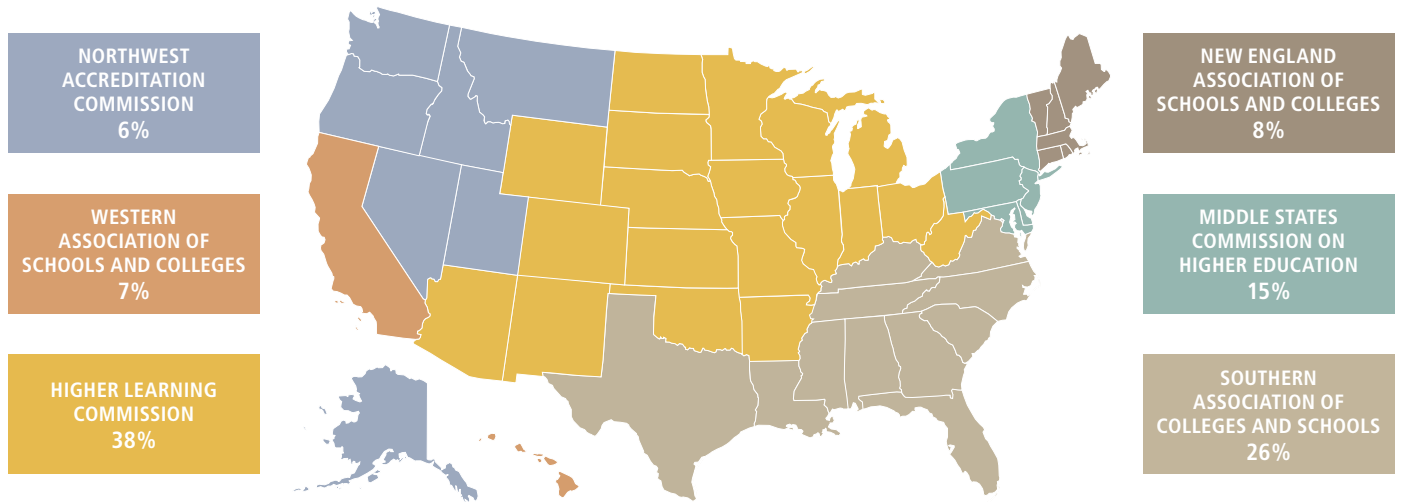 NORTHWEST
ACCREDITATION
COMMISSION
6%
WESTERN
ASSOCIATION OF
SCHOOLS AND COLLEGES
7%
HIGHER LEARNING
COMMISSION
38%
NEW ENGLAND
ASSOCIATION OF
SCHOOLS AND COLLEGES
8%
MIDDLE STATES
COMMISSION ON
HIGHER EDUCATION
15%
SOUTHERN
ASSOCIATION OF
COLLEGES AND SCHOOLS
26%